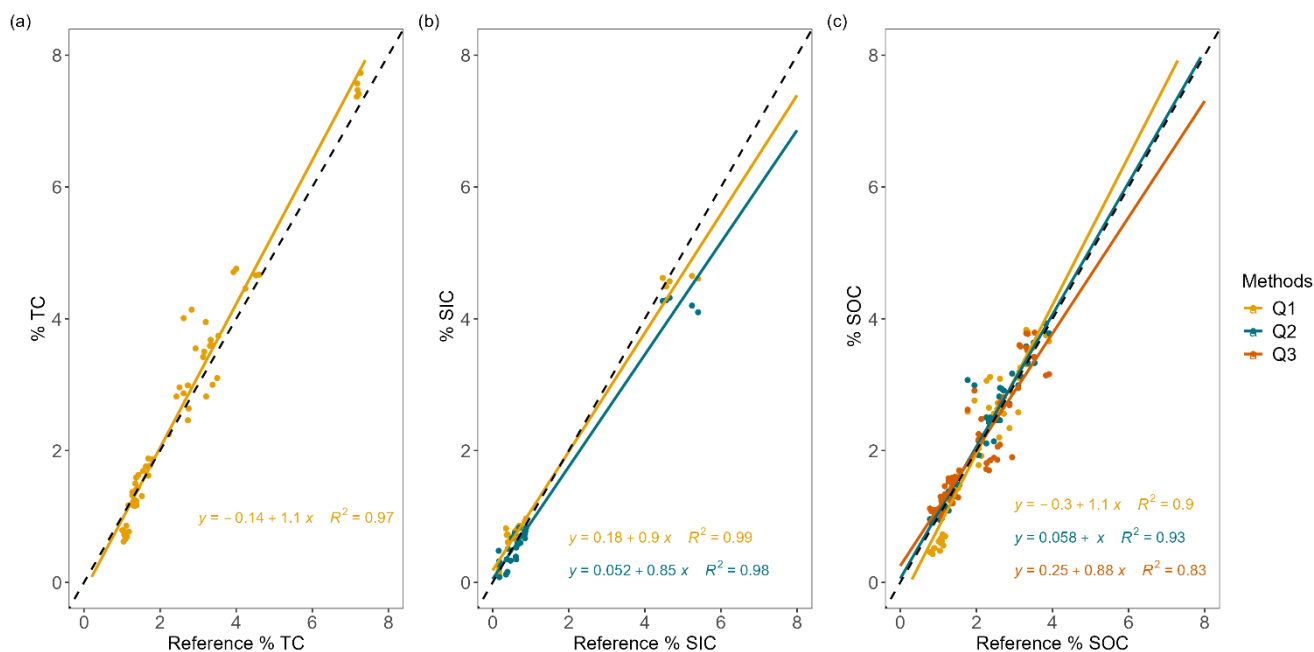 (a)
(b)
(c)
8
6
4
2
0
% TC
0 2 4 6 8
Reference % TC
y = − 0.14 + 1.1 x R² = 0.97
8
6
4
2
0
% SIC
0 2 4 6 8
Reference % SIC
y = 0.18 + 0.9 x R² = 0.99
y = 0.052 + 0.85 x R² = 0.98
8
6
4
2
0
% SOC
0 2 4 6 8
Reference % SOC
y = − 0.3 + 1.1 x R² = 0.9
y = 0.058 + x R² = 0.93
y = 0.25 + 0.88 x R² = 0.83
Methods
Q1
Q2
Q3